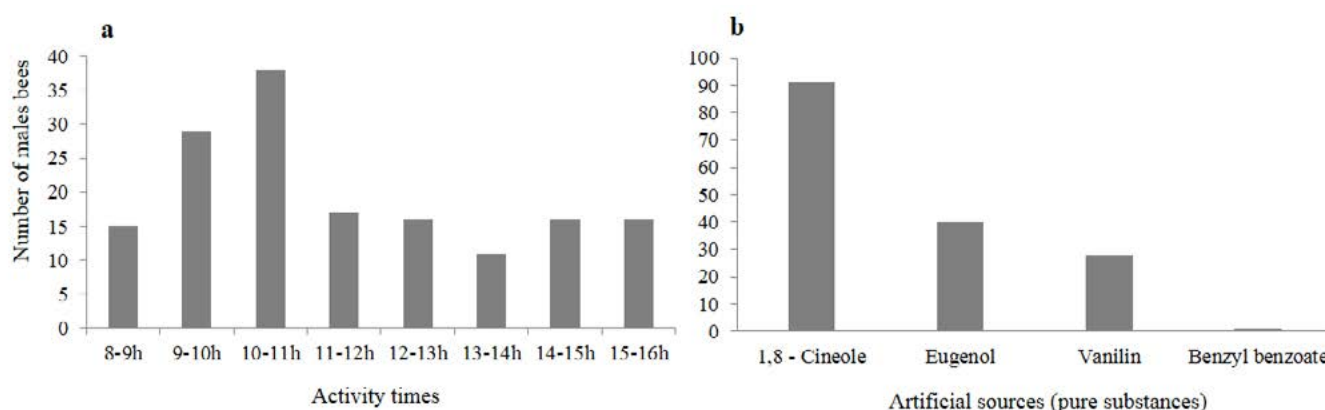 a
Number of males bees
40
35
30
25
20
15
10
5
0
8-9h 9-10h 10-11h 11-12h 12-13h 13-14h 14-15h 15-16h
Activity times
b
100
90
80
70
60
50
40
30
20
10
0
1,8 - Cineole Eugenol Vanilin Benzyl benzoate
Artificial sources (pure substances)